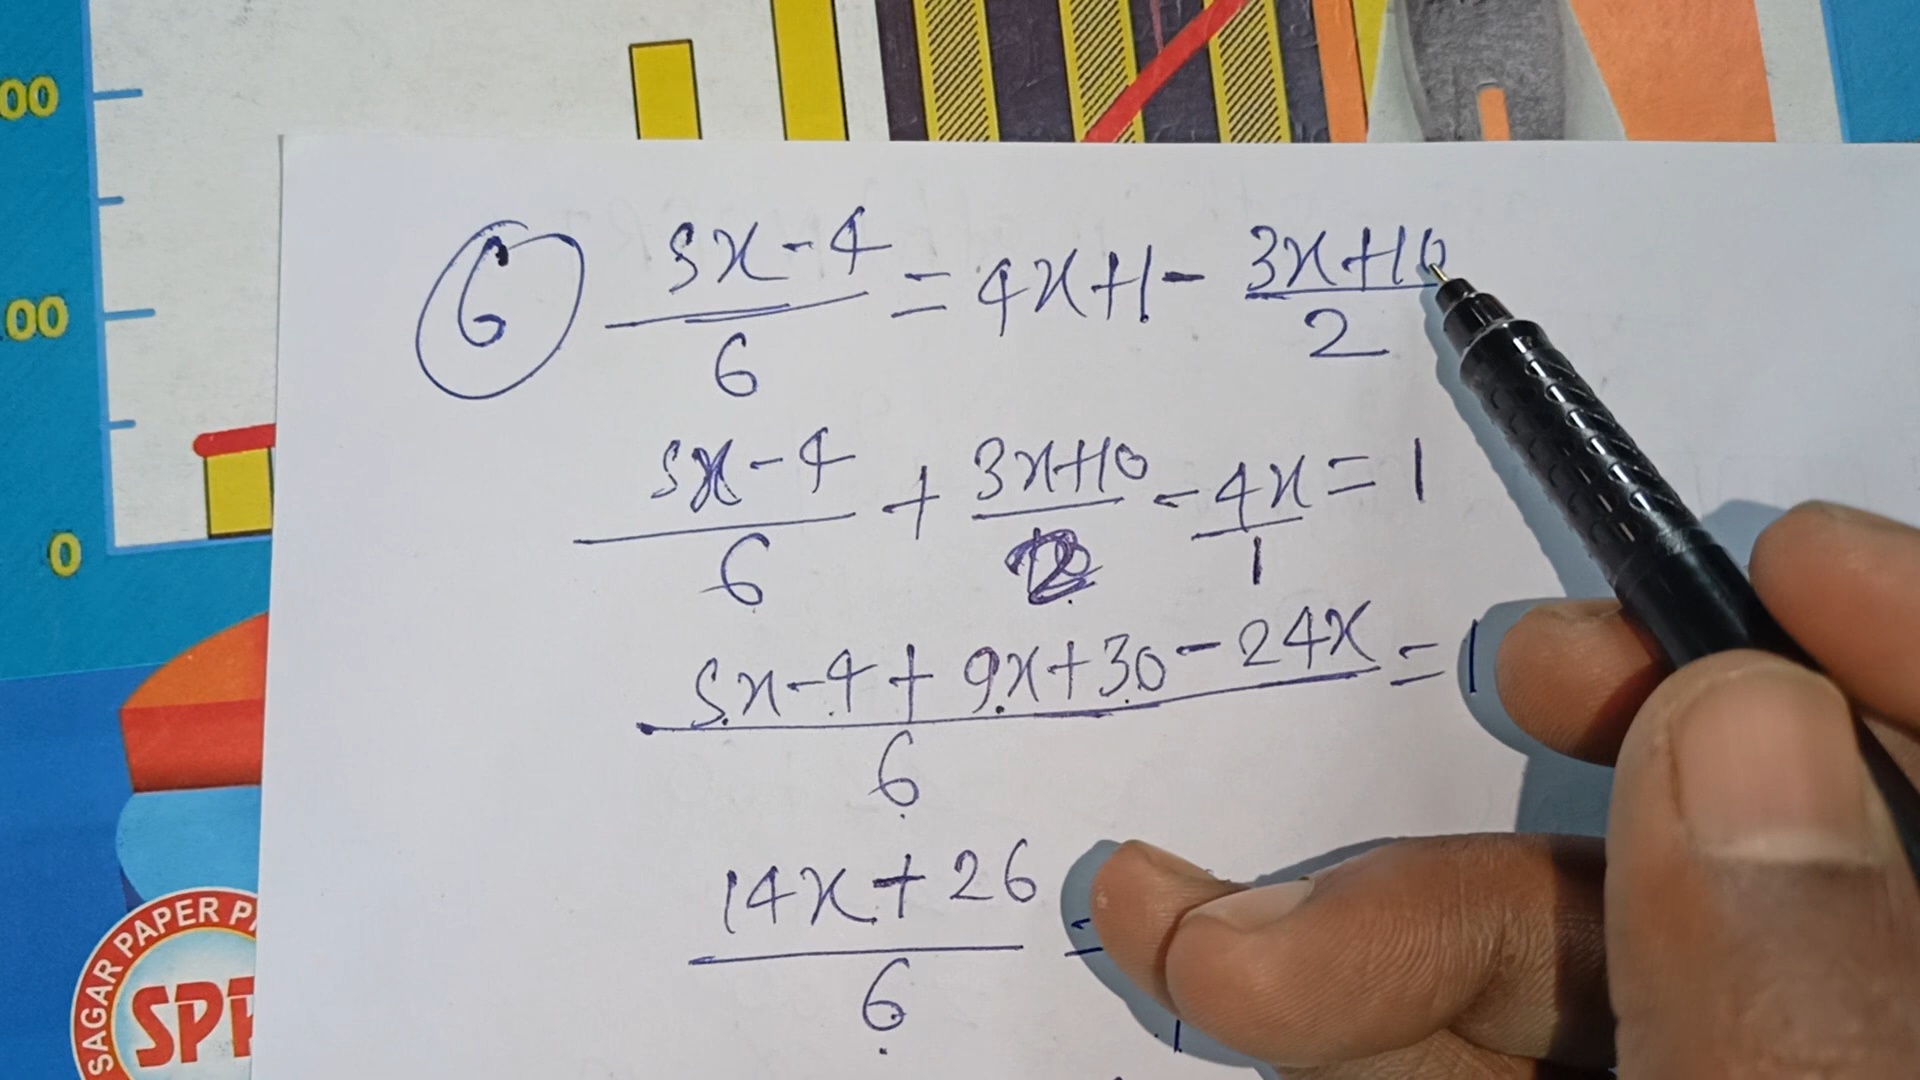 00
00
0
6 5x-4/6 = 4x+1 - 3x+10/2
5x-4/6 + 3x+10/2 - 4x/1 = 1
5x-4+9x+30-24x/6 = 1
14x+26/6 =
SAGAR PAPER
SPP